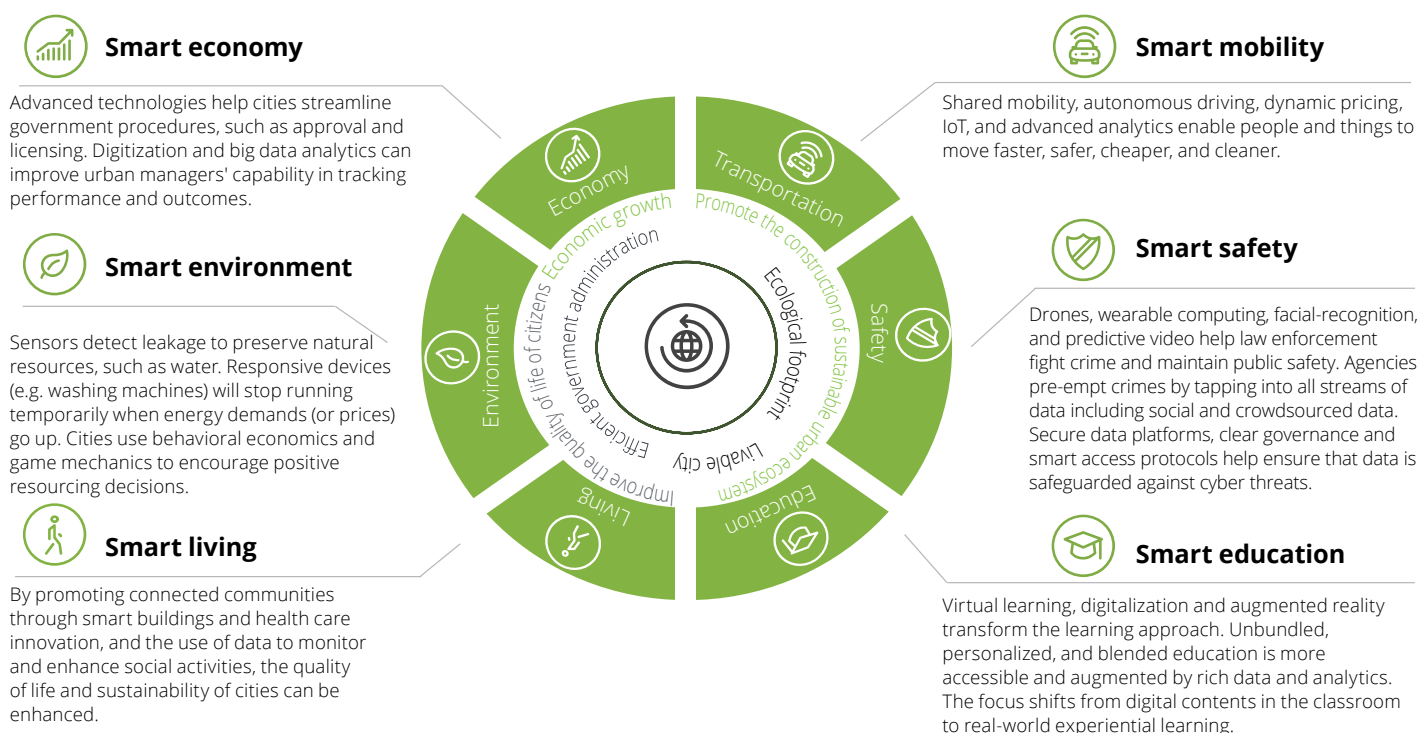 Smart economy
Advanced technologies help cities streamline
government procedures, such as approval and
licensing. Digitization and big data analytics can
improve urban managers' capability in tracking
performance and outcomes.
Smart environment
Sensors detect leakage to preserve natural
resources, such as water. Responsive devices
(e.g. washing machines) will stop running
temporarily when energy demands (or prices)
go up. Cities use behavioral economics and
game mechanics to encourage positive
resourcing decisions.
Smart living
By promoting connected communities
through smart buildings and health care
innovation, and the use of data to monitor
and enhance social activities, the quality
of life and sustainability of cities can be
enhanced.
Economy
Transportation
Safety
Education
Living
Environment
Economic growth
Promote the construction of sustainable urban ecosystem
Improve the quality of life of citizens
Efficient government administration
Ecological footprint
Livable city
Smart mobility
Shared mobility, autonomous driving, dynamic pricing,
IoT, and advanced analytics enable people and things to
move faster, safer, cheaper, and cleaner.
Smart safety
Drones, wearable computing, facial-recognition,
and predictive video help law enforcement
fight crime and maintain public safety. Agencies
pre-empt crimes by tapping into all streams of
data including social and crowdsourced data.
Secure data platforms, clear governance and
smart access protocols help ensure that data is
safeguarded against cyber threats.
Smart education
Virtual learning, digitalization and augmented reality
transform the learning approach. Unbundled,
personalized, and blended education is more
accessible and augmented by rich data and analytics.
The focus shifts from digital contents in the classroom
to real-world experiential learning.